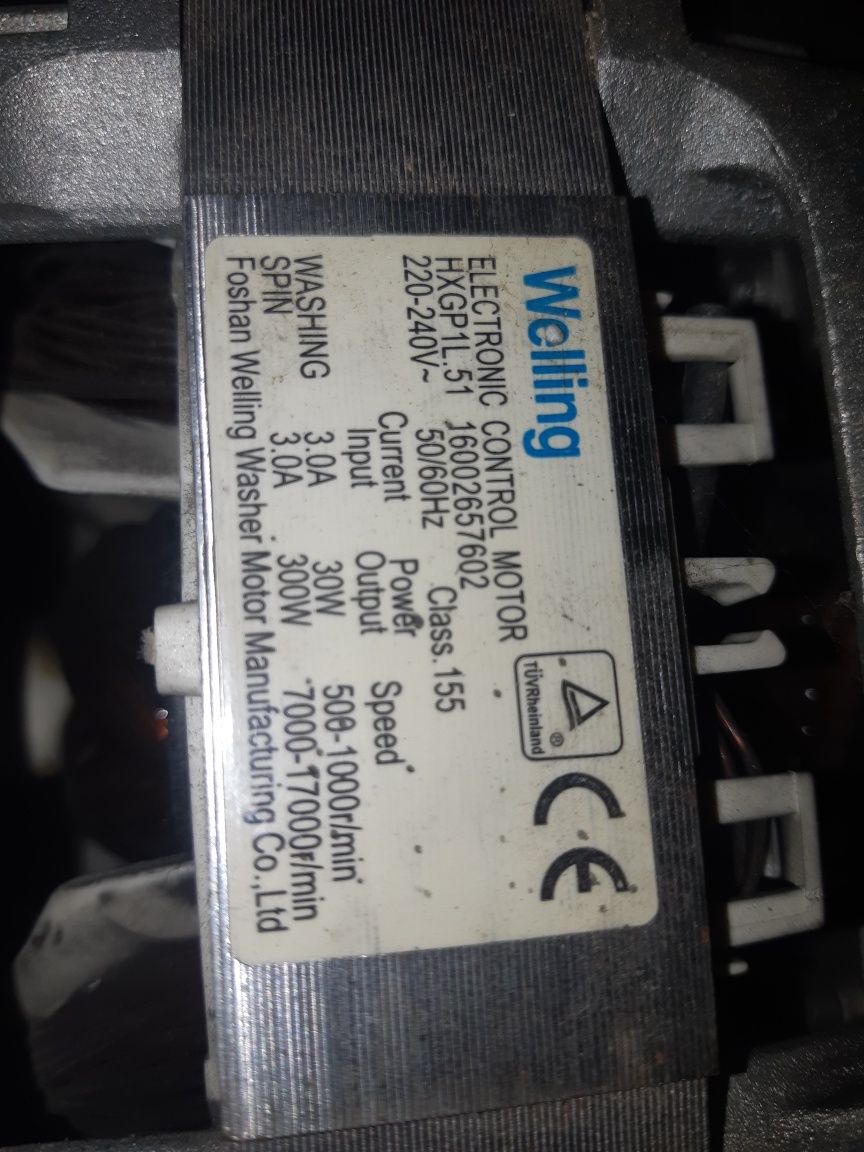 Welling
ELECTRONIC CONTROL MOTOR
TÜVRheinland ®
CE
HXGP1L.51 16002657602
220-240V~ 50/60Hz Class.155
Current Power Speed
Input Output
WASHING 3.0A 30W 500-1000r/min
SPIN 3.0A 300W 7000-17000r/min
Foshan Welling Washer Motor Manufacturing Co.,Ltd